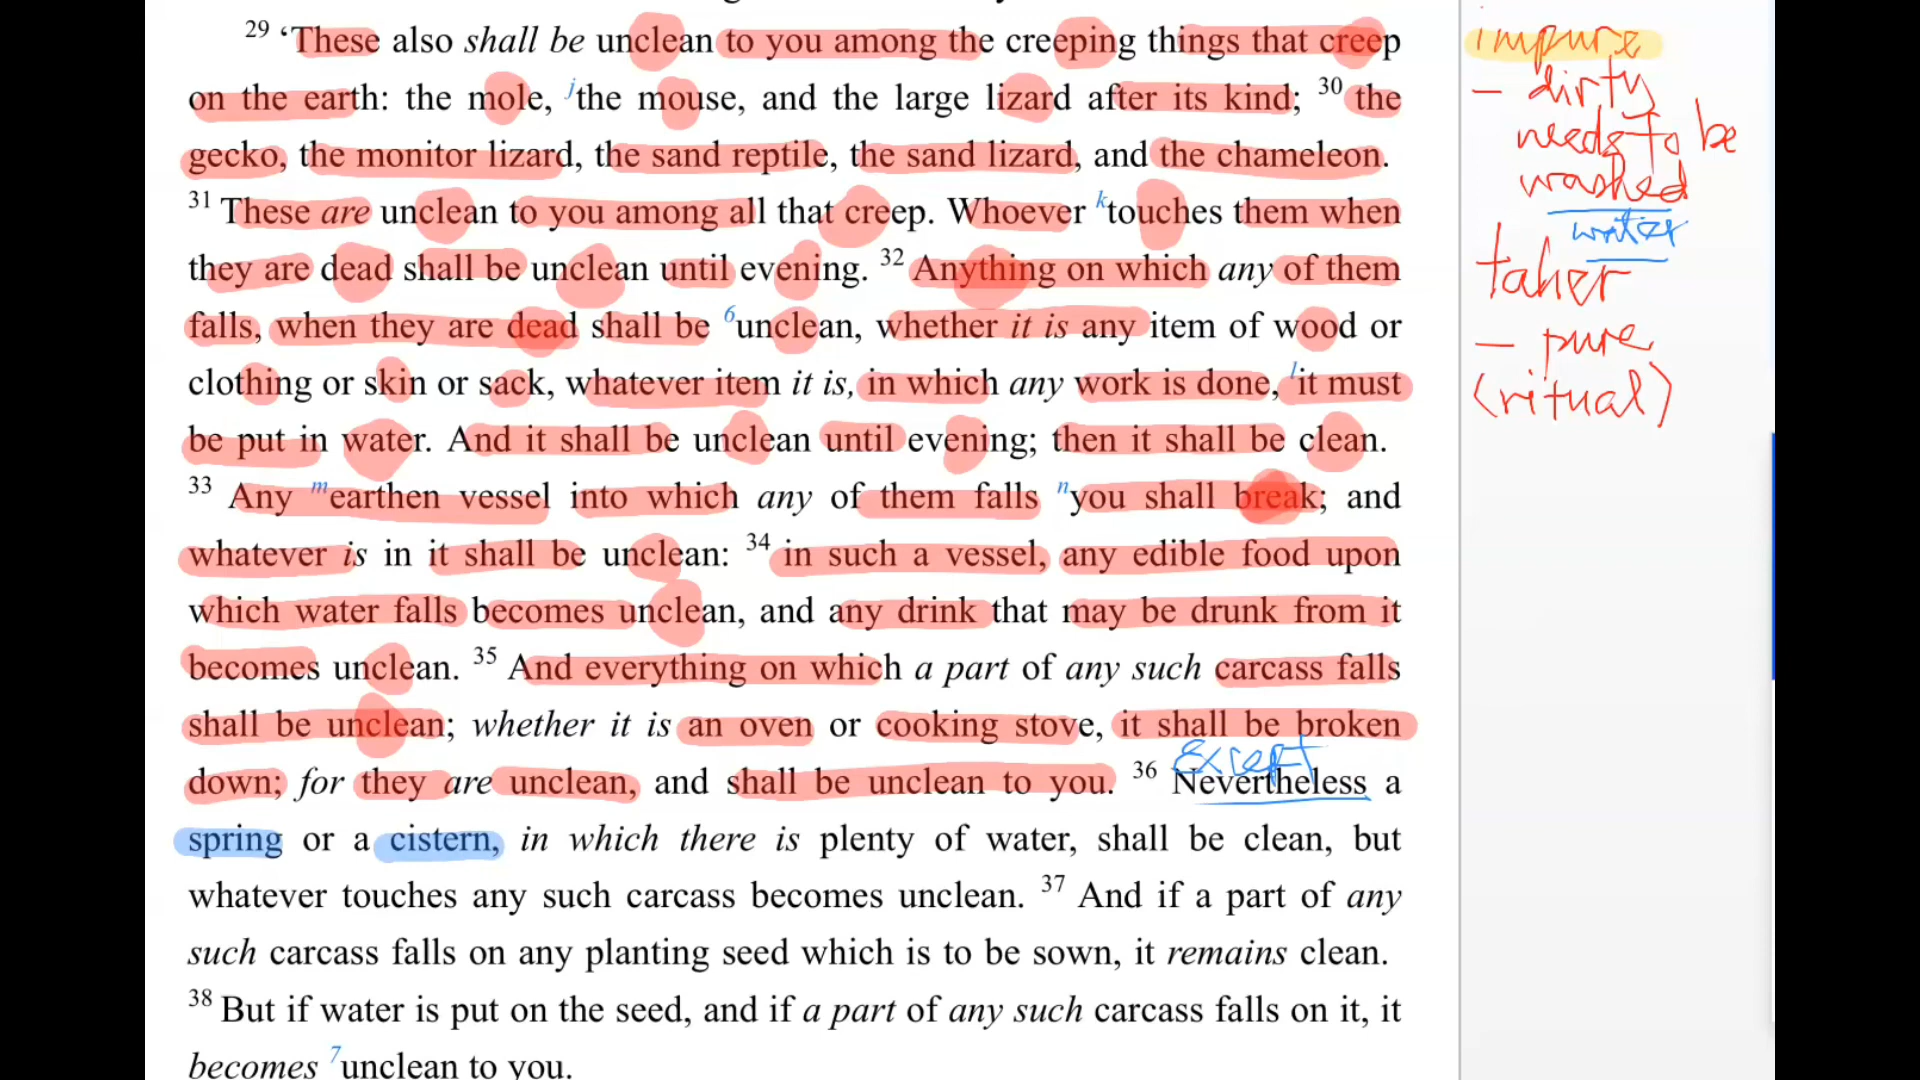 29 ‘These also shall be unclean to you among the creeping things that creep
on the earth: the mole, jthe mouse, and the large lizard after its kind; 30 the
gecko, the monitor lizard, the sand reptile, the sand lizard, and the chameleon.
31 These are unclean to you among all that creep. Whoever ktouches them when
they are dead shall be unclean until evening. 32 Anything on which any of them
falls, when they are dead shall be 6unclean, whether it is any item of wood or
clothing or skin or sack, whatever item it is, in which any work is done, lit must
be put in water. And it shall be unclean until evening; then it shall be clean.
33 Any mearthen vessel into which any of them falls nyou shall break; and
whatever is in it shall be unclean: 34 in such a vessel, any edible food upon
which water falls becomes unclean, and any drink that may be drunk from it
becomes unclean. 35 And everything on which a part of any such carcass falls
shall be unclean; whether it is an oven or cooking stove, it shall be broken
except
down; for they are unclean, and shall be unclean to you. 36 Nevertheless a
spring or a cistern, in which there is plenty of water, shall be clean, but
whatever touches any such carcass becomes unclean. 37 And if a part of any
such carcass falls on any planting seed which is to be sown, it remains clean.
38 But if water is put on the seed, and if a part of any such carcass falls on it, it
becomes 7unclean to you.
impure
– dirty
needs to be
washed
water
taher
– pure
(ritual)